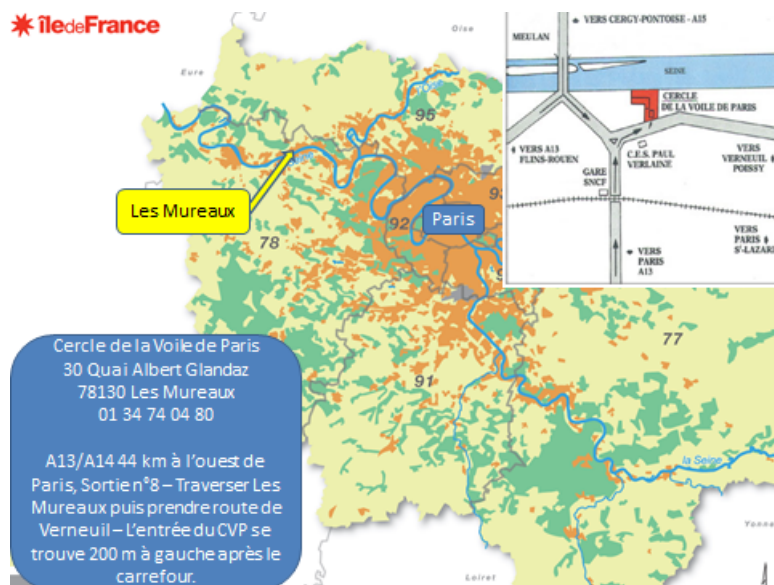 îledeFrance
Oise
Eure
Oise
95
Seine
Les Mureaux
78
92
Paris
93
91
77
la Seine
Yonne
Loiret
VERS CERGY-PONTOISE - A15
MEULAN
SEINE
CERCLE
DE LA VOILE DE PARIS
VERS A13
FLINS-ROUEN
C.E.S. PAUL
VERLAINE
VERS
VERNEUIL
POISSY
GARE
SNCF
VERS
PARIS
St-LAZARE
VERS
PARIS
A13
Cercle de la Voile de Paris
30 Quai Albert Glandaz
78130 Les Mureaux
01 34 74 04 80
A13/A14 44 km à l’ouest de
Paris, Sortie n°8 – Traverser Les
Mureaux puis prendre route de
Verneuil – L’entrée du CVP se
trouve 200 m à gauche après le
carrefour.